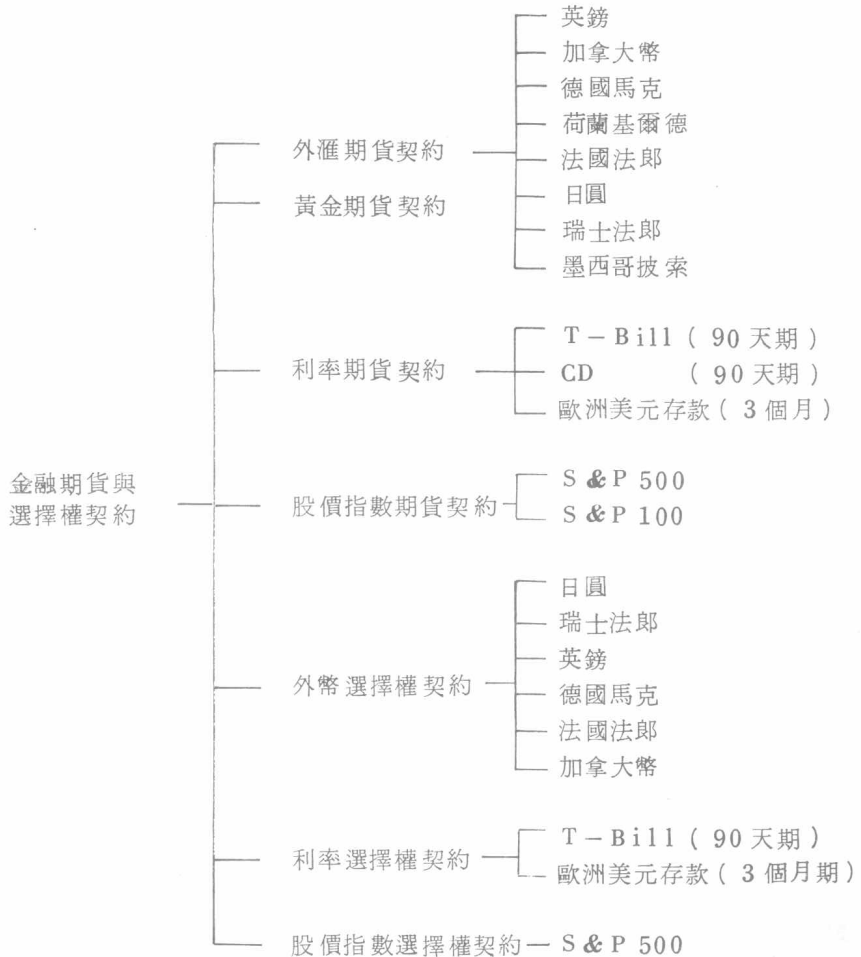 金融期貨與
選擇權契約
外滙期貨契約
英鎊
加拿大幣
德國馬克
荷蘭基爾德
法國法郎
日圓
瑞士法郎
墨西哥披索
黃金期貨契約
利率期貨契約
T－Bill（90天期）
CD（90天期）
歐洲美元存款（3個月）
股價指數期貨契約
S＆P 500
S＆P 100
外幣選擇權契約
日圓
瑞士法郎
英鎊
德國馬克
法國法郎
加拿大幣
利率選擇權契約
T－Bill（90天期）
歐洲美元存款（3個月期）
股價指數選擇權契約
S＆P 500